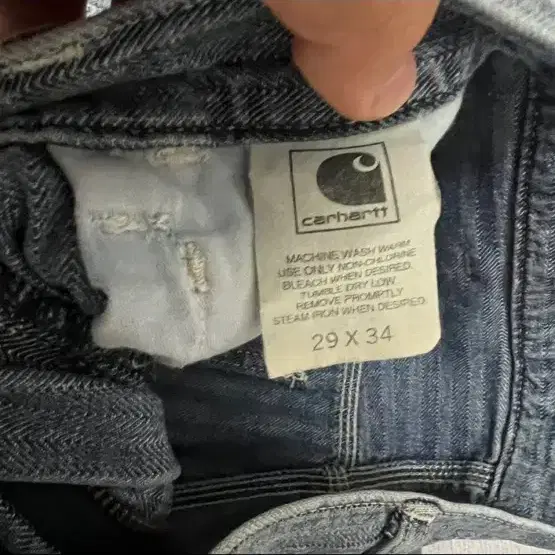 carhartt
MACHINE WASH WARM
USE ONLY NON-CHLORINE
BLEACH WHEN DESIRED.
TUMBLE DRY LOW
REMOVE PROMPTLY
STEAM IRON WHEN DESIRED.
29 X 34